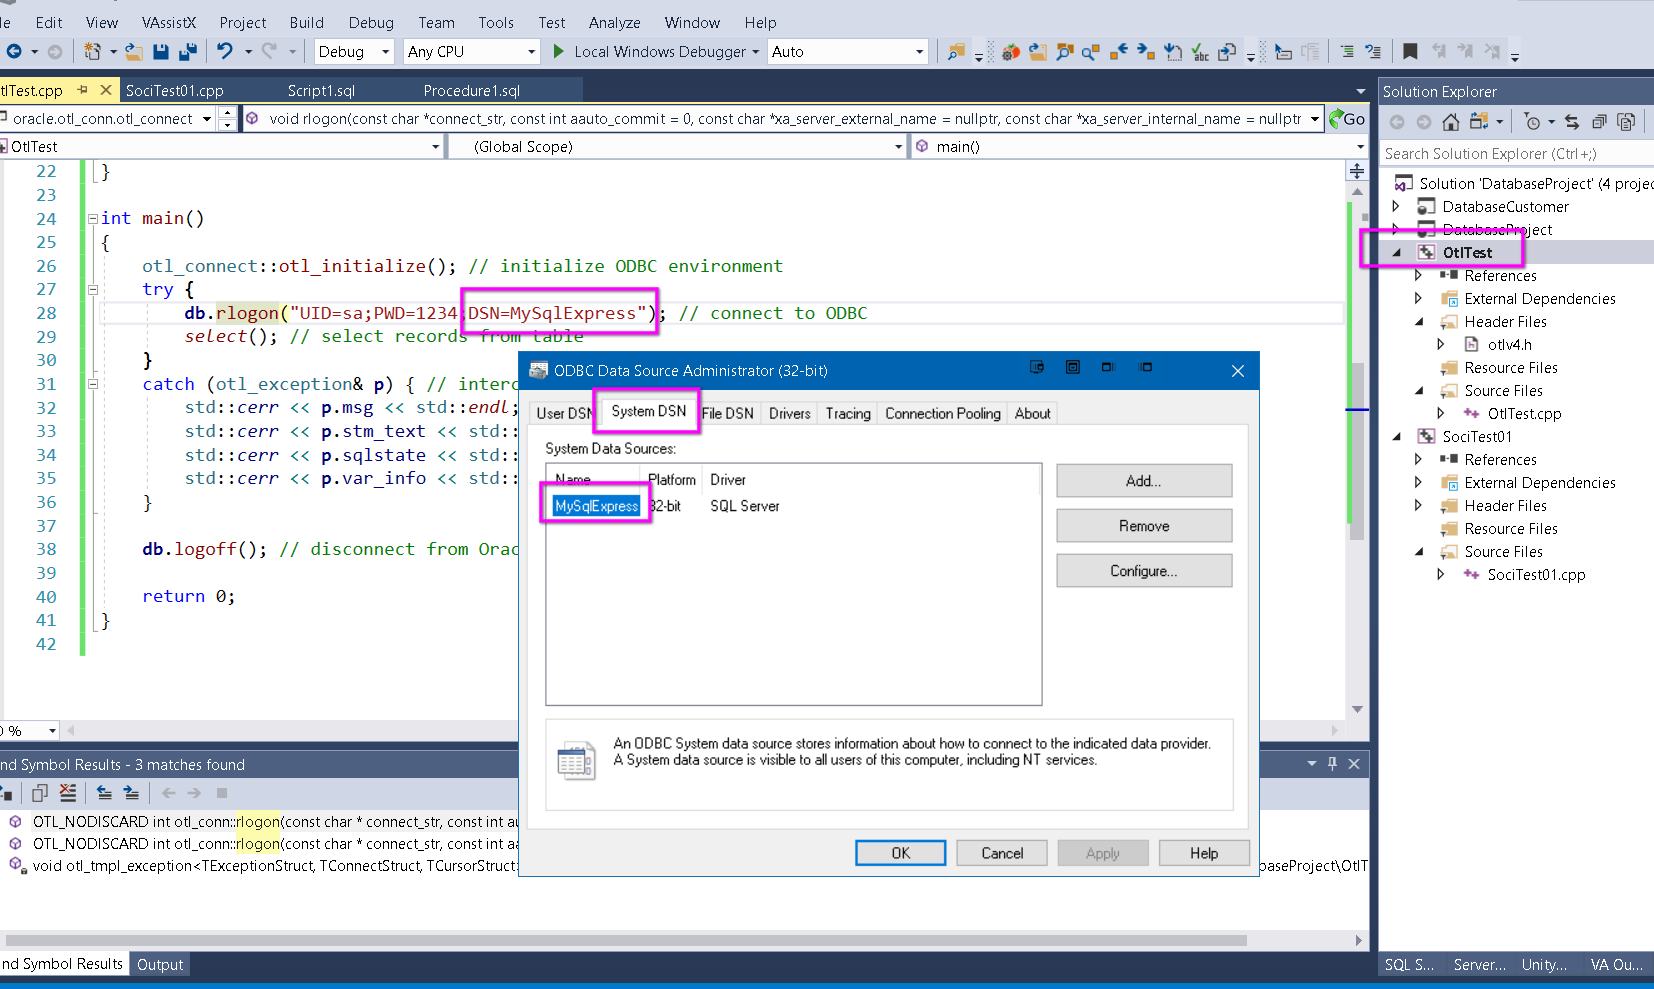 le Edit View VAssistX Project Build Debug Team Tools Test Analyze Window Help
Debug Any CPU Local Windows Debugger Auto
tlTest.cpp SociTest01.cpp Script1.sql Procedure1.sql
oracle.otl_conn.otl_connect void rlogon(const char *connect_str, const int aauto_commit = 0, const char *xa_server_external_name = nullptr, const char *xa_server_internal_name = nullptr Go
OtlTest (Global Scope) main()
22 }
23
24 int main()
25 {
26 otl_connect::otl_initialize(); // initialize ODBC environment
27 try {
28 db.rlogon("UID=sa;PWD=1234;DSN=MySqlExpress"); // connect to ODBC
29 select(); // select records from table
30 }
31 catch (otl_exception& p) { // interc
32 std::cerr << p.msg << std::endl;
33 std::cerr << p.stm_text << std::
34 std::cerr << p.sqlstate << std::
35 std::cerr << p.var_info << std::
36 }
37
38 db.logoff(); // disconnect from Orac
39
40 return 0;
41 }
42
0 %
ODBC Data Source Administrator (32-bit)
User DSN System DSN File DSN Drivers Tracing Connection Pooling About
System Data Sources:
Name Platform Driver
MySqlExpress 32-bit SQL Server
Add...
Remove
Configure...
An ODBC System data source stores information about how to connect to the indicated data provider.
A System data source is visible to all users of this computer, including NT services.
OK Cancel Apply Help
nd Symbol Results - 3 matches found
OTL_NODISCARD int otl_conn::rlogon(const char * connect_str, const int au
OTL_NODISCARD int otl_conn::rlogon(const char * connect_str, const int aa
void otl_tmpl_exception<TExceptionStruct, TConnectStruct, TCursorStruct> baseProject\OtlT
nd Symbol Results Output
Solution Explorer
Search Solution Explorer (Ctrl+;)
Solution 'DatabaseProject' (4 projec
DatabaseCustomer
DatabaseProject
OtlTest
References
External Dependencies
Header Files
otlv4.h
Resource Files
Source Files
OtlTest.cpp
SociTest01
References
External Dependencies
Header Files
Resource Files
Source Files
SociTest01.cpp
SQL S... Server... Unity... VA Ou...